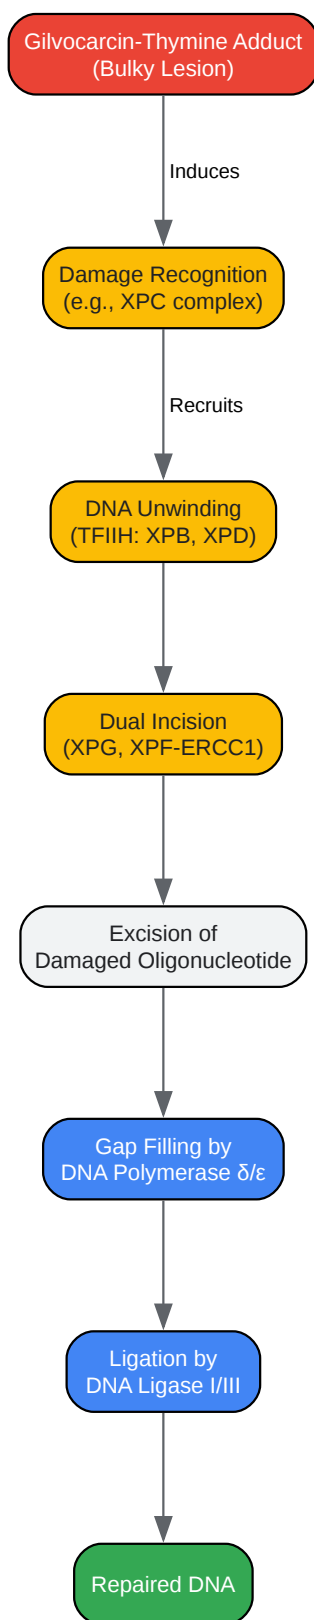 Gilvocarcin-Thymine Adduct
(Bulky Lesion)
Induces
Damage Recognition
(e.g., XPC complex)
Recruits
DNA Unwinding
(TFIIH: XPB, XPD)
Dual Incision
(XPG, XPF-ERCC1)
Excision of
Damaged Oligonucleotide
Gap Filling by
DNA Polymerase δ/ε
Ligation by
DNA Ligase I/III
Repaired DNA